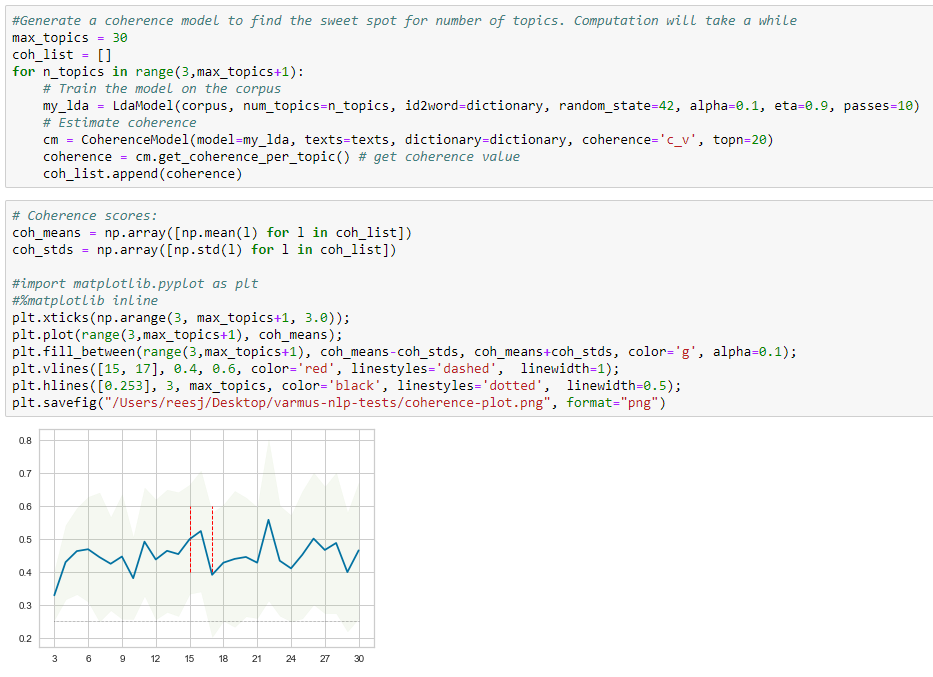 #Generate a coherence model to find the sweet spot for number of topics. Computation will take a while
max_topics = 30
coh_list = []
for n_topics in range(3,max_topics+1):
    # Train the model on the corpus
    my_lda = LdaModel(corpus, num_topics=n_topics, id2word=dictionary, random_state=42, alpha=0.1, eta=0.9, passes=10)
    # Estimate coherence
    cm = CoherenceModel(model=my_lda, texts=texts, dictionary=dictionary, coherence='c_v', topn=20)
    coherence = cm.get_coherence_per_topic() # get coherence value
    coh_list.append(coherence)
# Coherence scores:
coh_means = np.array([np.mean(l) for l in coh_list])
coh_stds = np.array([np.std(l) for l in coh_list])
#import matplotlib.pyplot as plt
#%matplotlib inline
plt.xticks(np.arange(3, max_topics+1, 3.0));
plt.plot(range(3,max_topics+1), coh_means);
plt.fill_between(range(3,max_topics+1), coh_means-coh_stds, coh_means+coh_stds, color='g', alpha=0.1);
plt.vlines([15, 17], 0.4, 0.6, color='red', linestyles='dashed',  linewidth=1);
plt.hlines([0.253], 3, max_topics, color='black', linestyles='dotted',  linewidth=0.5);
plt.savefig("/Users/reesj/Desktop/varmus-nlp-tests/coherence-plot.png", format="png")
0.8
0.7
0.6
0.5
0.4
0.3
0.2
3 6 9 12 15 18 21 24 27 30